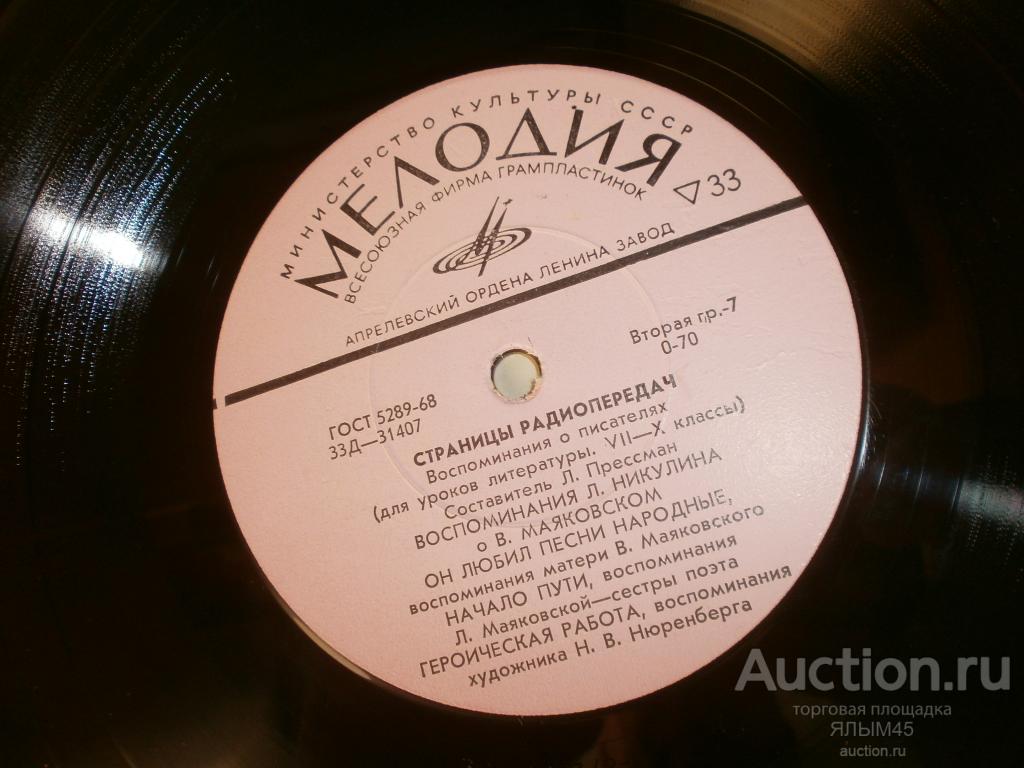 МИНИСТЕРСТВО КУЛЬТУРЫ СССР
МЕЛОДИЯ
ВСЕСОЮЗНАЯ ФИРМА ГРАМПЛАСТИНОК
33
АПРЕЛЕВСКИЙ ОРДЕНА ЛЕНИНА ЗАВОД
ГОСТ 5289-68
33Д—31407
Вторая гр.-7
0-70
СТРАНИЦЫ РАДИОПЕРЕДАЧ
Воспоминания о писателях
(для уроков литературы. VII—X классы)
Составитель Л. Прессман
ВОСПОМИНАНИЯ Л. НИКУЛИНА
о В. МАЯКОВСКОМ
ОН ЛЮБИЛ ПЕСНИ НАРОДНЫЕ,
воспоминания матери В. Маяковского
НАЧАЛО ПУТИ, воспоминания
Л. Маяковской—сестры поэта
ГЕРОИЧЕСКАЯ РАБОТА, воспоминания
художника Н. В. Нюренберга
Auction.ru
торговая площадка
ЯЛЫМ45
auction.ru